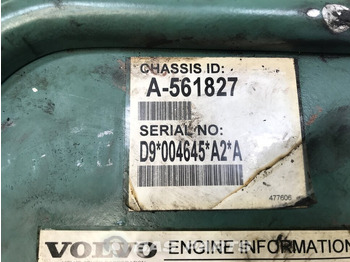 CHASSIS ID:
A-561827
SERIAL NO:
D9*004645*A2*A
477606
VOLVO ENGINE INFORMATION